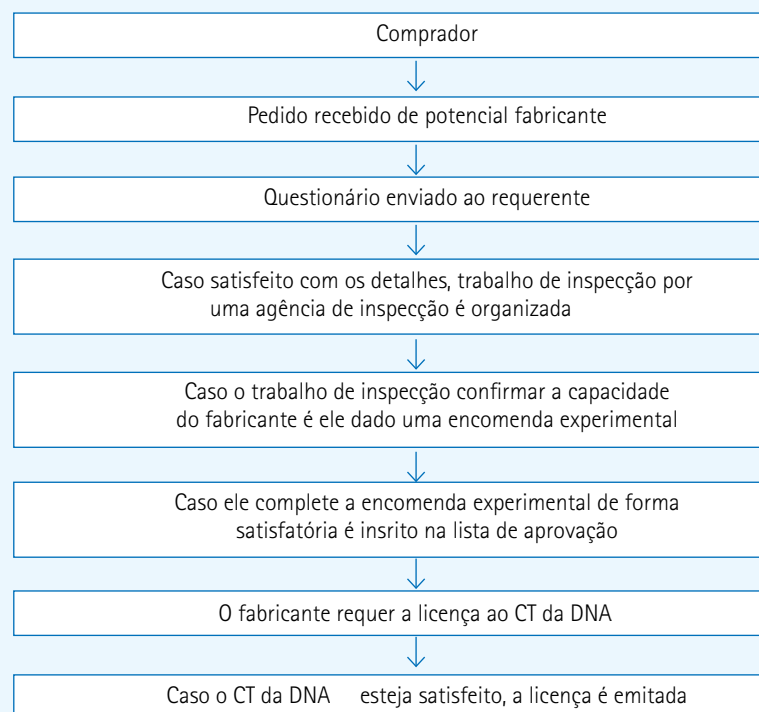 Comprador
Pedido recebido de potencial fabricante
Questionário enviado ao requerente
Caso satisfeito com os detalhes, trabalho de inspecção por
uma agência de inspecção é organizada
Caso o trabalho de inspecção confirmar a capacidade
do fabricante é ele dado uma encomenda experimental
Caso ele complete a encomenda experimental de forma
satisfatória é insrito na lista de aprovação
O fabricante requer a licença ao CT da DNA
Caso o CT da DNA esteja satisfeito, a licença é emitada